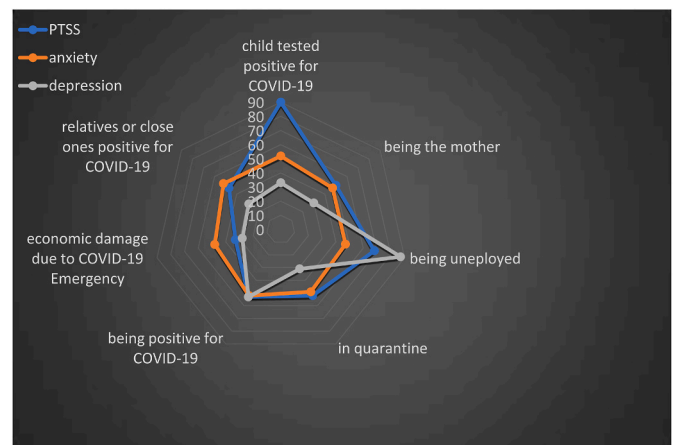 PTSS
anxiety
depression
child tested
positive for
COVID-19
90
80
70
60
50
40
30
20
10
0
being the mother
being uneployed
in quarantine
being positive for
COVID-19
economic damage
due to COVID-19
Emergency
relatives or close
ones positive for
COVID-19